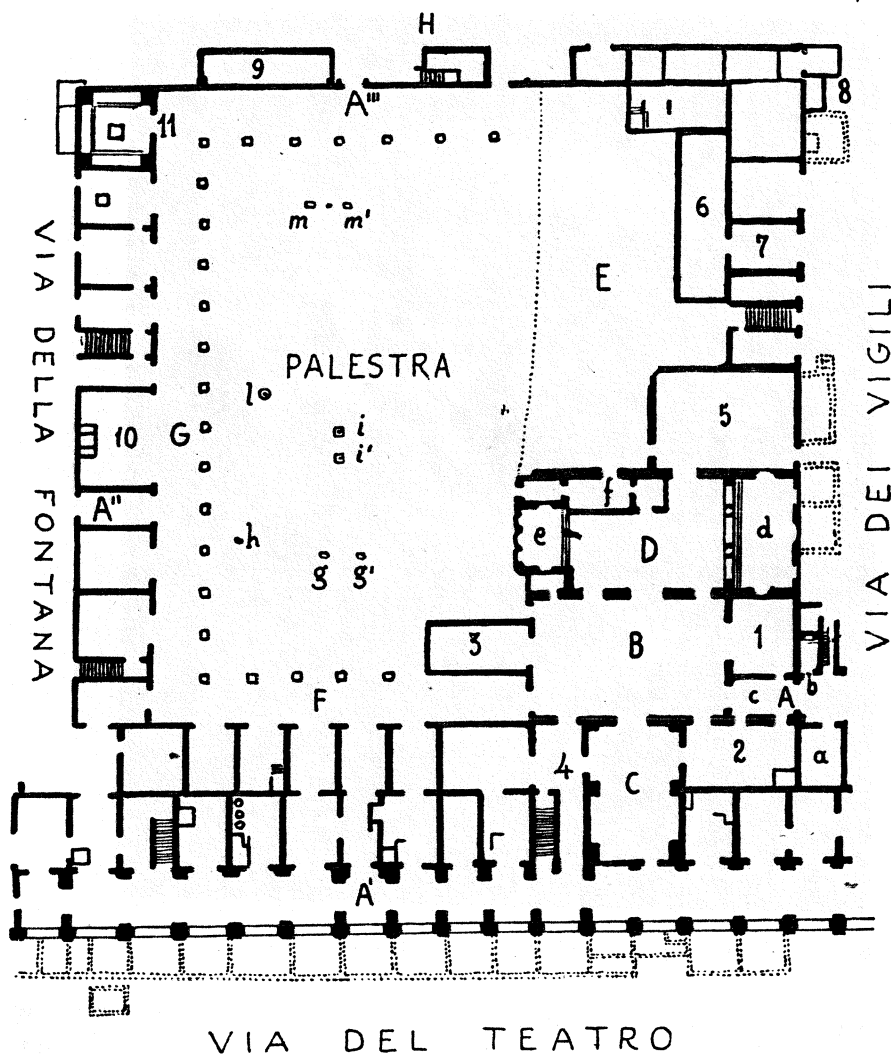 H
9
8
A'''
11
6
m m'
7
E
PALESTRA
l
i
10
G
i'
5
A''
f
e
d
h
D
g g'
3
B
1
b
c A
F
2
a
4
C
A'
VIA DELLA FONTANA
VIA DEI VIGILI
VIA DEL TEATRO